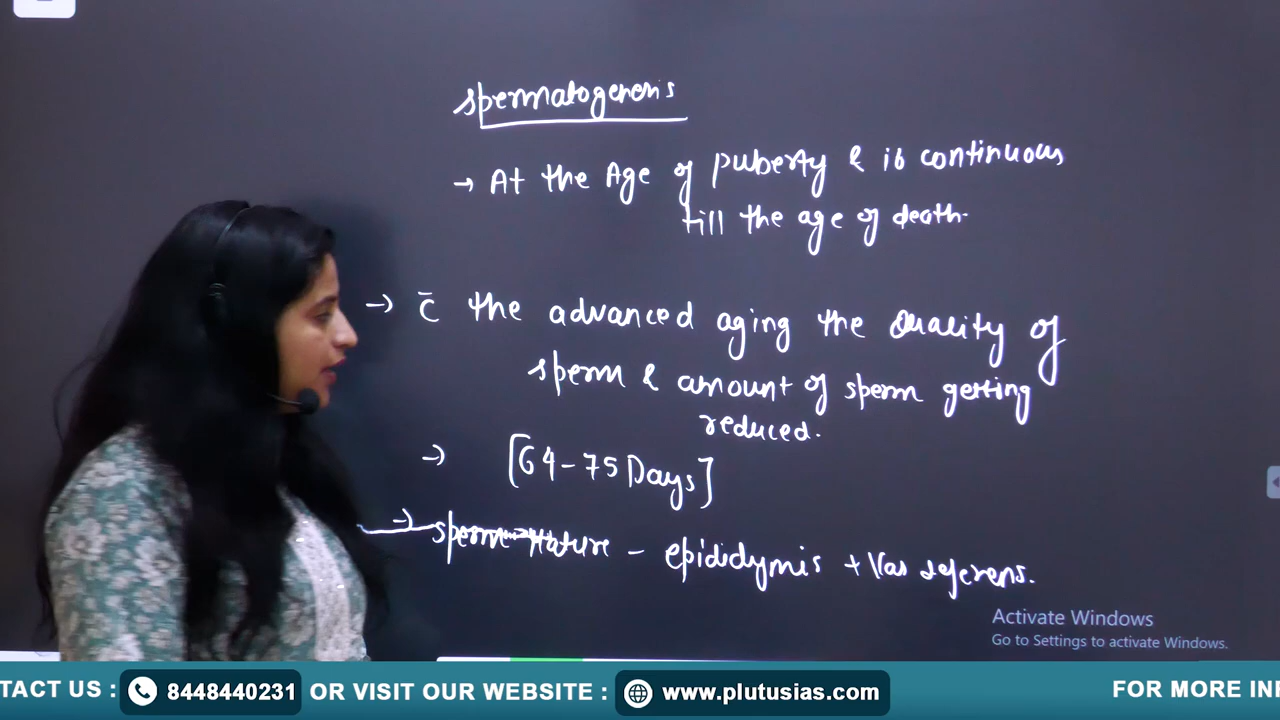 spermatogenesis
→ At the Age of puberty & is continuous
till the age of death.
→ c̄ the advanced aging the Quality of
sperm & amount of sperm getting
reduced.
→ [64-75 Days]
→ sperm Mature - epididymis + Vas deferens.
Activate Windows
Go to Settings to activate Windows.
TACT US : 8448440231 OR VISIT OUR WEBSITE : www.plutusias.com FOR MORE INF